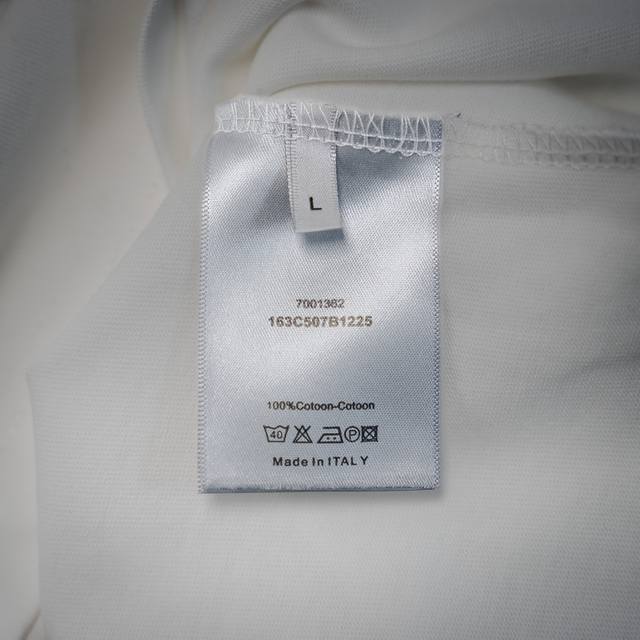 L
7001362
163C507B1225
100%Cotoon-Cotoon
40 P
Made In ITALY